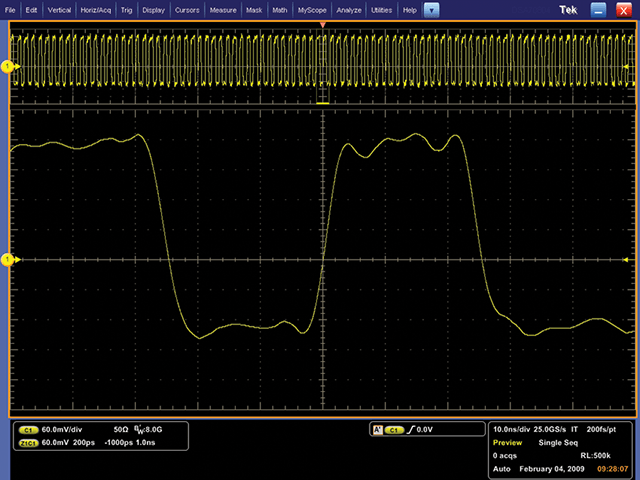 File Edit Vertical Horiz/Acq Trig Display Cursors Measure Mask Math MyScope Analyze Utilities Help Tek X
1
1
C1 60.0mV/div 50Ω BW:8.0G
Z1C1 60.0mV 200ps -1000ps 1.0ns
A' C1 0.0V
10.0ns/div 25.0GS/s IT 200fs/pt
Preview Single Seq
0 acqs RL:500k
Auto February 04, 2009 09:28:07